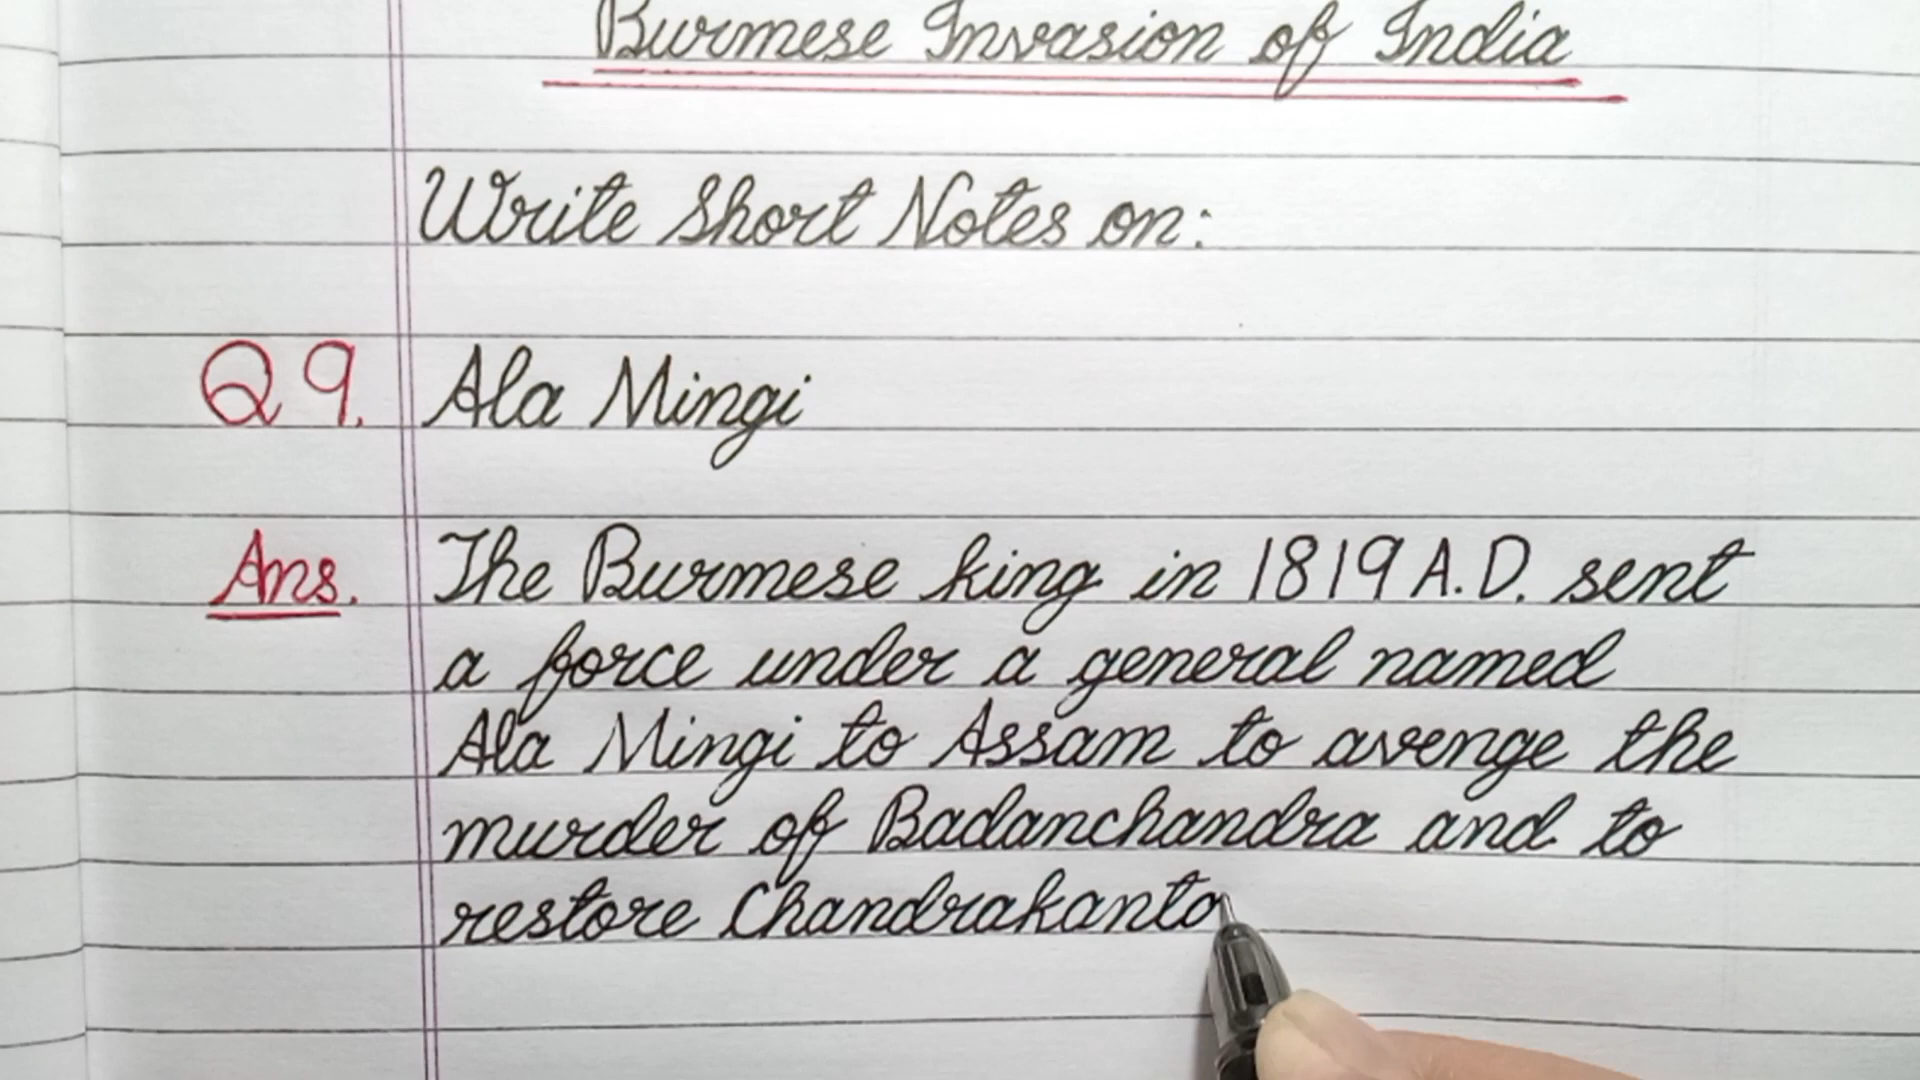 Burmese Invasion of India
Write Short Notes on:
Q 9. Ala Mingi
Ans. The Burmese king in 1819 A.D. sent
a force under a general named
Ala Mingi to Assam to avenge the
murder of Badanchandra and to
restore Chandrakanta